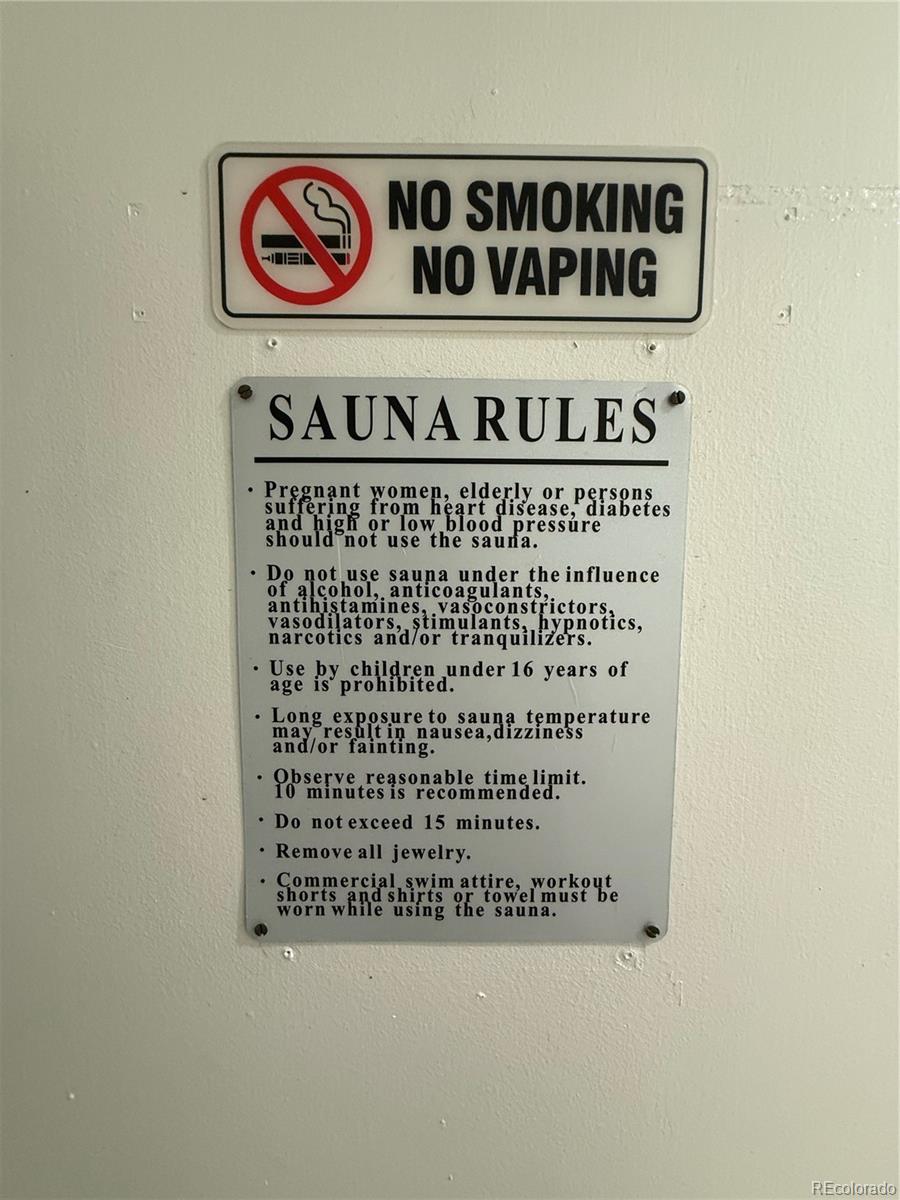 NO SMOKING
NO VAPING
SAUNA RULES
· Pregnant women, elderly or persons
suffering from heart disease, diabetes
and high or low blood pressure
should not use the sauna.
· Do not use sauna under the influence
of alcohol, anticoagulants,
antihistamines, vasoconstrictors,
vasodilators, stimulants, hypnotics,
narcotics and/or tranquilizers.
· Use by children under 16 years of
age is prohibited.
· Long exposure to sauna temperature
may result in nausea,dizziness
and/or fainting.
· Observe reasonable time limit.
10 minutes is recommended.
· Do not exceed 15 minutes.
· Remove all jewelry.
· Commercial swim attire, workout
shorts and shirts or towel must be
worn while using the sauna.
REcolorado